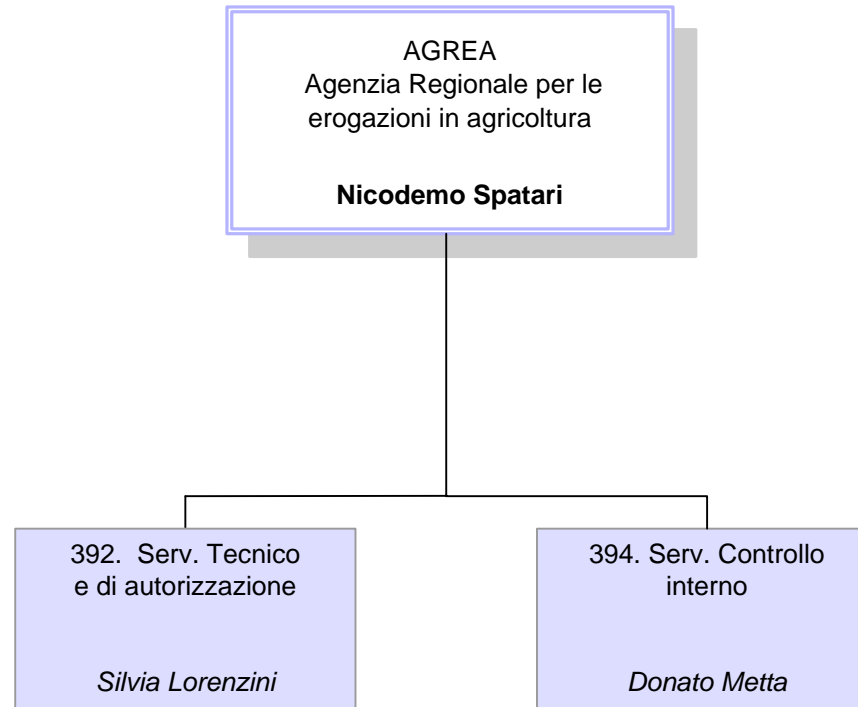 AGREA
Agenzia Regionale per le
erogazioni in agricoltura
Nicodemo Spatari
392. Serv. Tecnico
e di autorizzazione
Silvia Lorenzini
394. Serv. Controllo
interno
Donato Metta